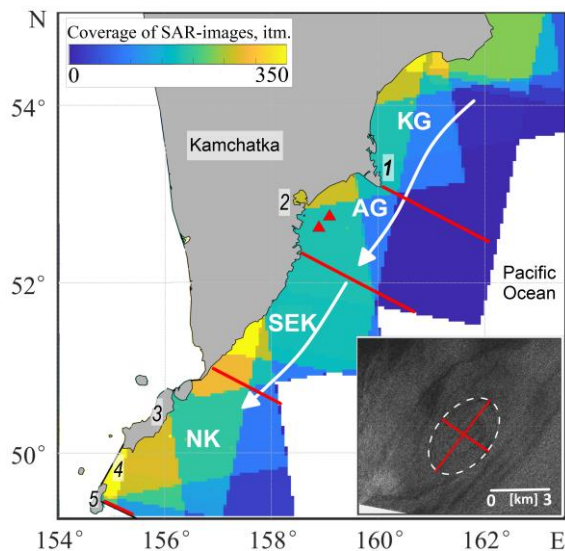 N
Coverage of SAR-images, itm.
0 350
54°
KG
Kamchatka
1
2
AG
52°
Pacific
Ocean
SEK
3
NK
50°
4
5
0 [km] 3
154° 156° 158° 160° 162° E